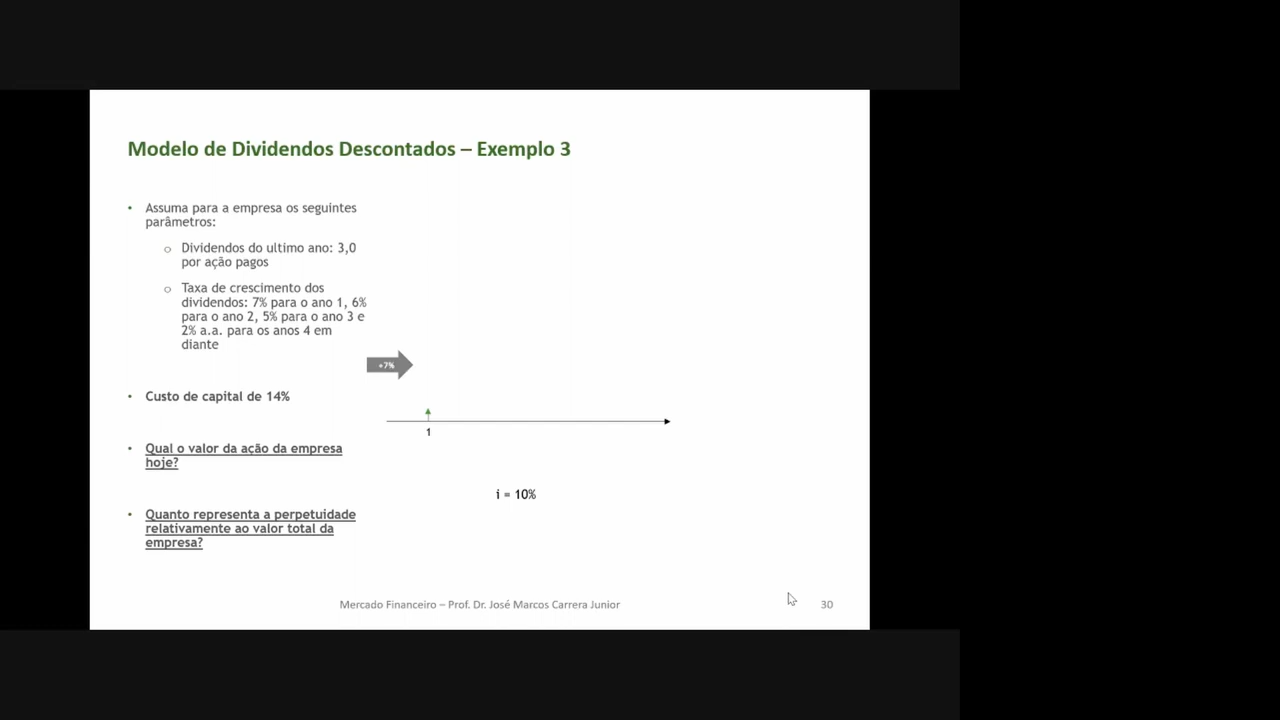 Modelo de Dividendos Descontados – Exemplo 3
• Assuma para a empresa os seguintes
parâmetros:
o Dividendos do ultimo ano: 3,0
por ação pagos
o Taxa de crescimento dos
dividendos: 7% para o ano 1, 6%
para o ano 2, 5% para o ano 3 e
2% a.a. para os anos 4 em
diante
+7%
• Custo de capital de 14%
1
• Qual o valor da ação da empresa
hoje?
i = 10%
• Quanto representa a perpetuidade
relativamente ao valor total da
empresa?
Mercado Financeiro – Prof. Dr. José Marcos Carrera Junior
30